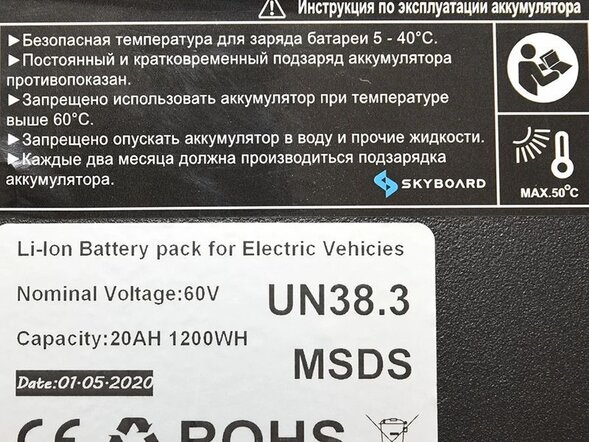 Инструкция по эксплуатации аккумулятора
►Безопасная температура для заряда батареи 5 - 40°C.
►Постоянный и кратковременный подзаряд аккумулятора
противопоказан.
►Запрещено использовать аккумулятор при температуре
выше 60°C.
►Запрещено опускать аккумулятор в воду и прочие жидкости.
►Каждые два месяца должна производиться подзарядка
аккумулятора.
SKYBOARD
MAX.50°C
Li-Ion Battery pack for Electric Vehicies
Nominal Voltage:60V
UN38.3
Capacity:20AH 1200WH
MSDS
Date:01·05·2020
CE ROHS